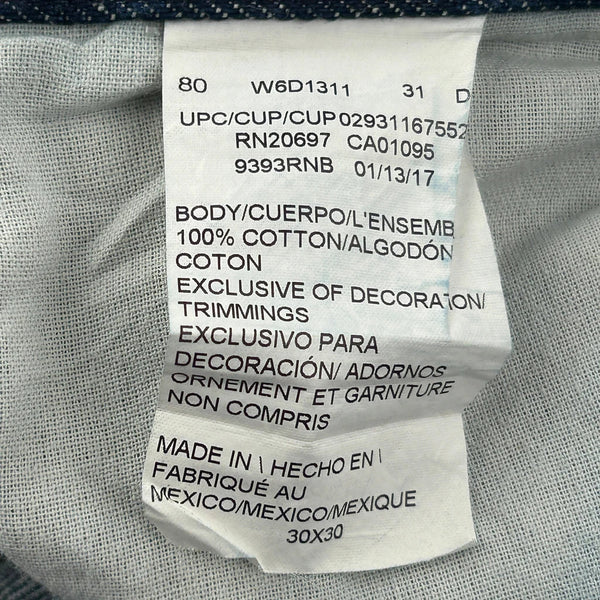 80 W6D1311 31 D
UPC/CUP/CUP 02931167552
RN20697 CA01095
9393RNB 01/13/17
BODY/CUERPO/L'ENSEMB
100% COTTON/ALGODÓN
COTON
EXCLUSIVE OF DECORATION/
TRIMMINGS
EXCLUSIVO PARA
DECORACIÓN/ ADORNOS
ORNEMENT ET GARNITURE
NON COMPRIS
MADE IN \ HECHO EN \
FABRIQUÉ AU
MEXICO/MEXICO/MEXIQUE
30X30